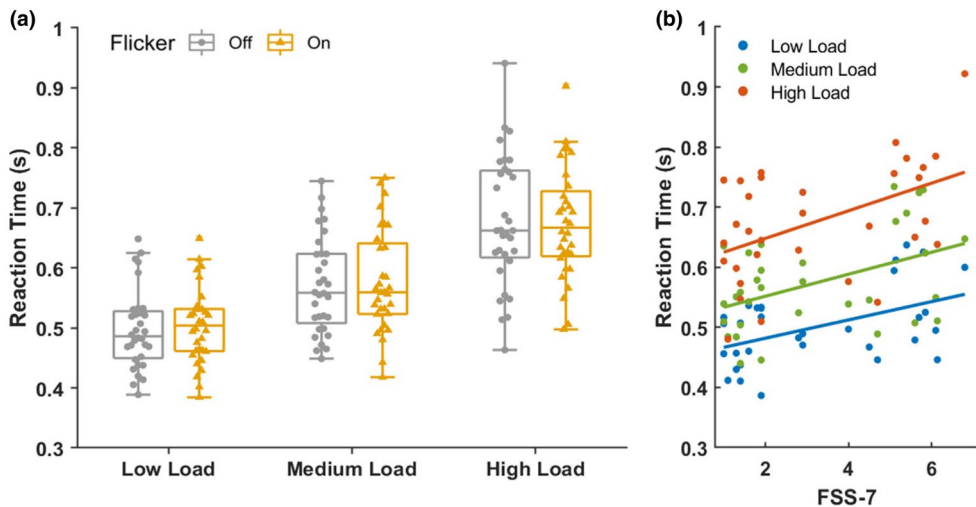 (a)
Flicker Off On
Reaction Time (s)
1
0.9
0.8
0.7
0.6
0.5
0.4
0.3
Low Load Medium Load High Load
(b)
Low Load
Medium Load
High Load
Reaction Time (s)
1
0.9
0.8
0.7
0.6
0.5
0.4
0.3
2 4 6
FSS-7